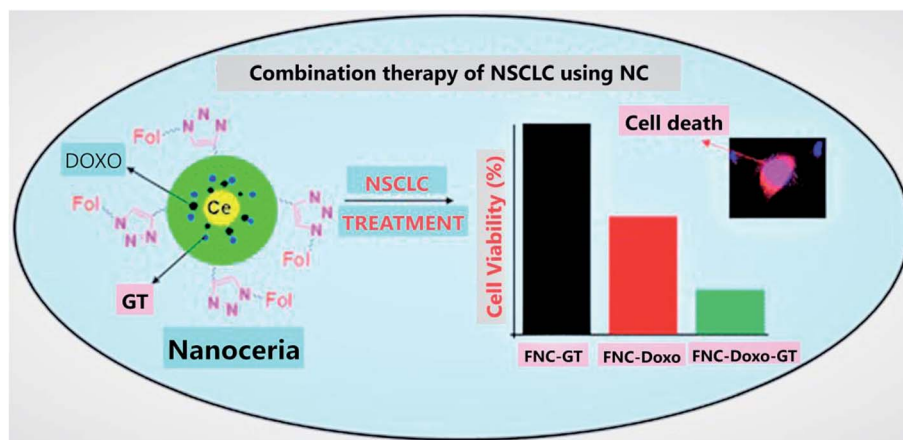 Combination therapy of NSCLC using NC
N
N
N
Fol
DOXO
Fol
N
N
N
Ce
N
N
N
Fol
GT
N
N
N
Fol
Nanoceria
NSCLC
TREATMENT
Cell Viability (%)
Cell death
FNC-GT
FNC-Doxo
FNC-Doxo-GT